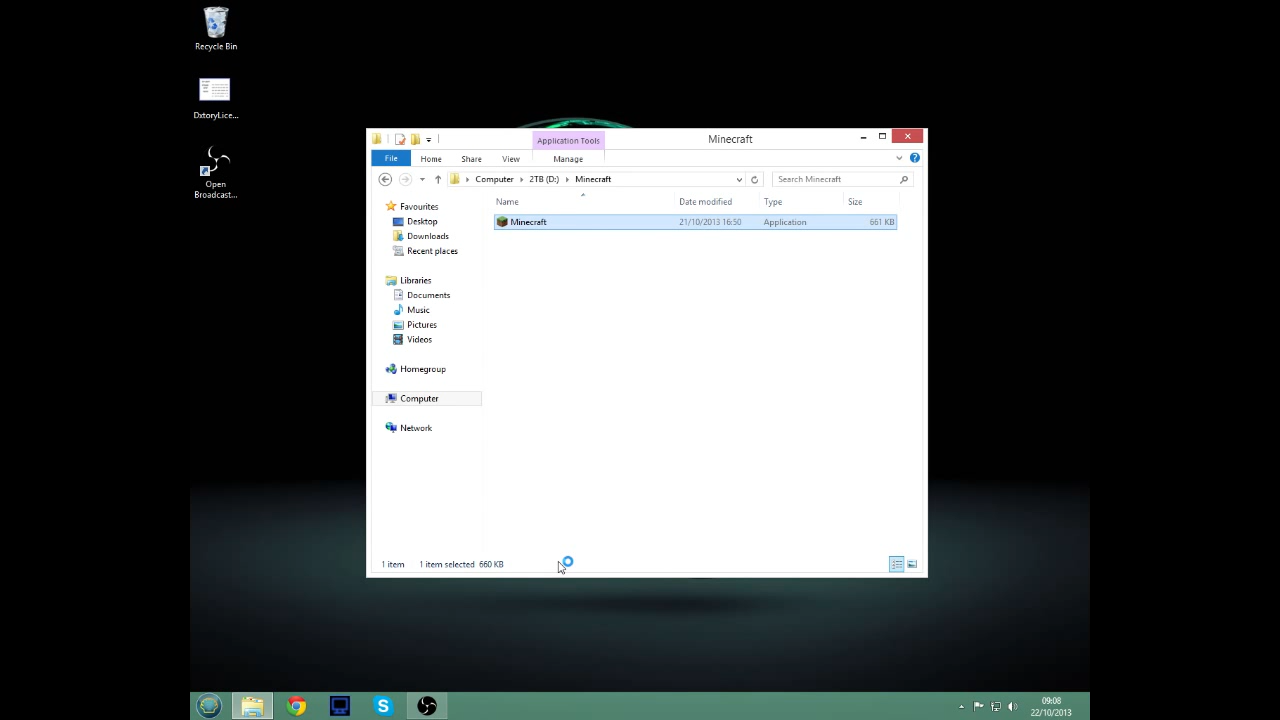 Recycle Bin
DxtoryLice...
Open
Broadcast...
Application Tools
Minecraft
File
Home
Share
View
Manage
Computer
2TB (D:)
Minecraft
Search Minecraft
Name
Date modified
Type
Size
Minecraft
21/10/2013 16:50
Application
661 KB
Favourites
Desktop
Downloads
Recent places
Libraries
Documents
Music
Pictures
Videos
Homegroup
Computer
Network
1 item
1 item selected 660 KB
09:08
22/10/2013